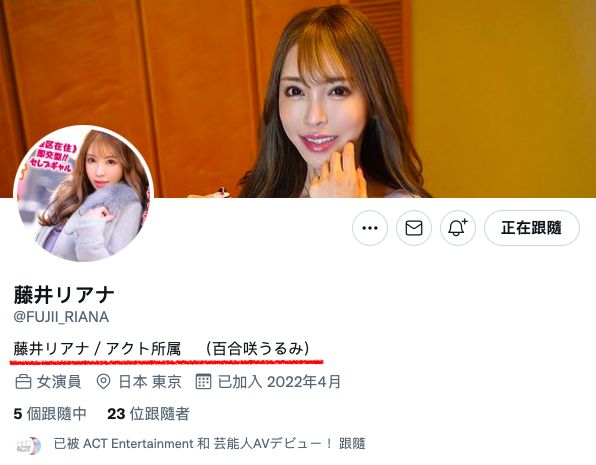 区在住》
即交型!!
セレブギャル
正在跟隨
藤井リアナ
@FUJII_RIANA
藤井リアナ / アクト所属　（百合咲うるみ）
女演員 日本 東京 已加入 2022年4月
5 個跟隨中 23 位跟隨者
已被 ACT Entertainment 和 芸能人AVデビュー！ 跟隨